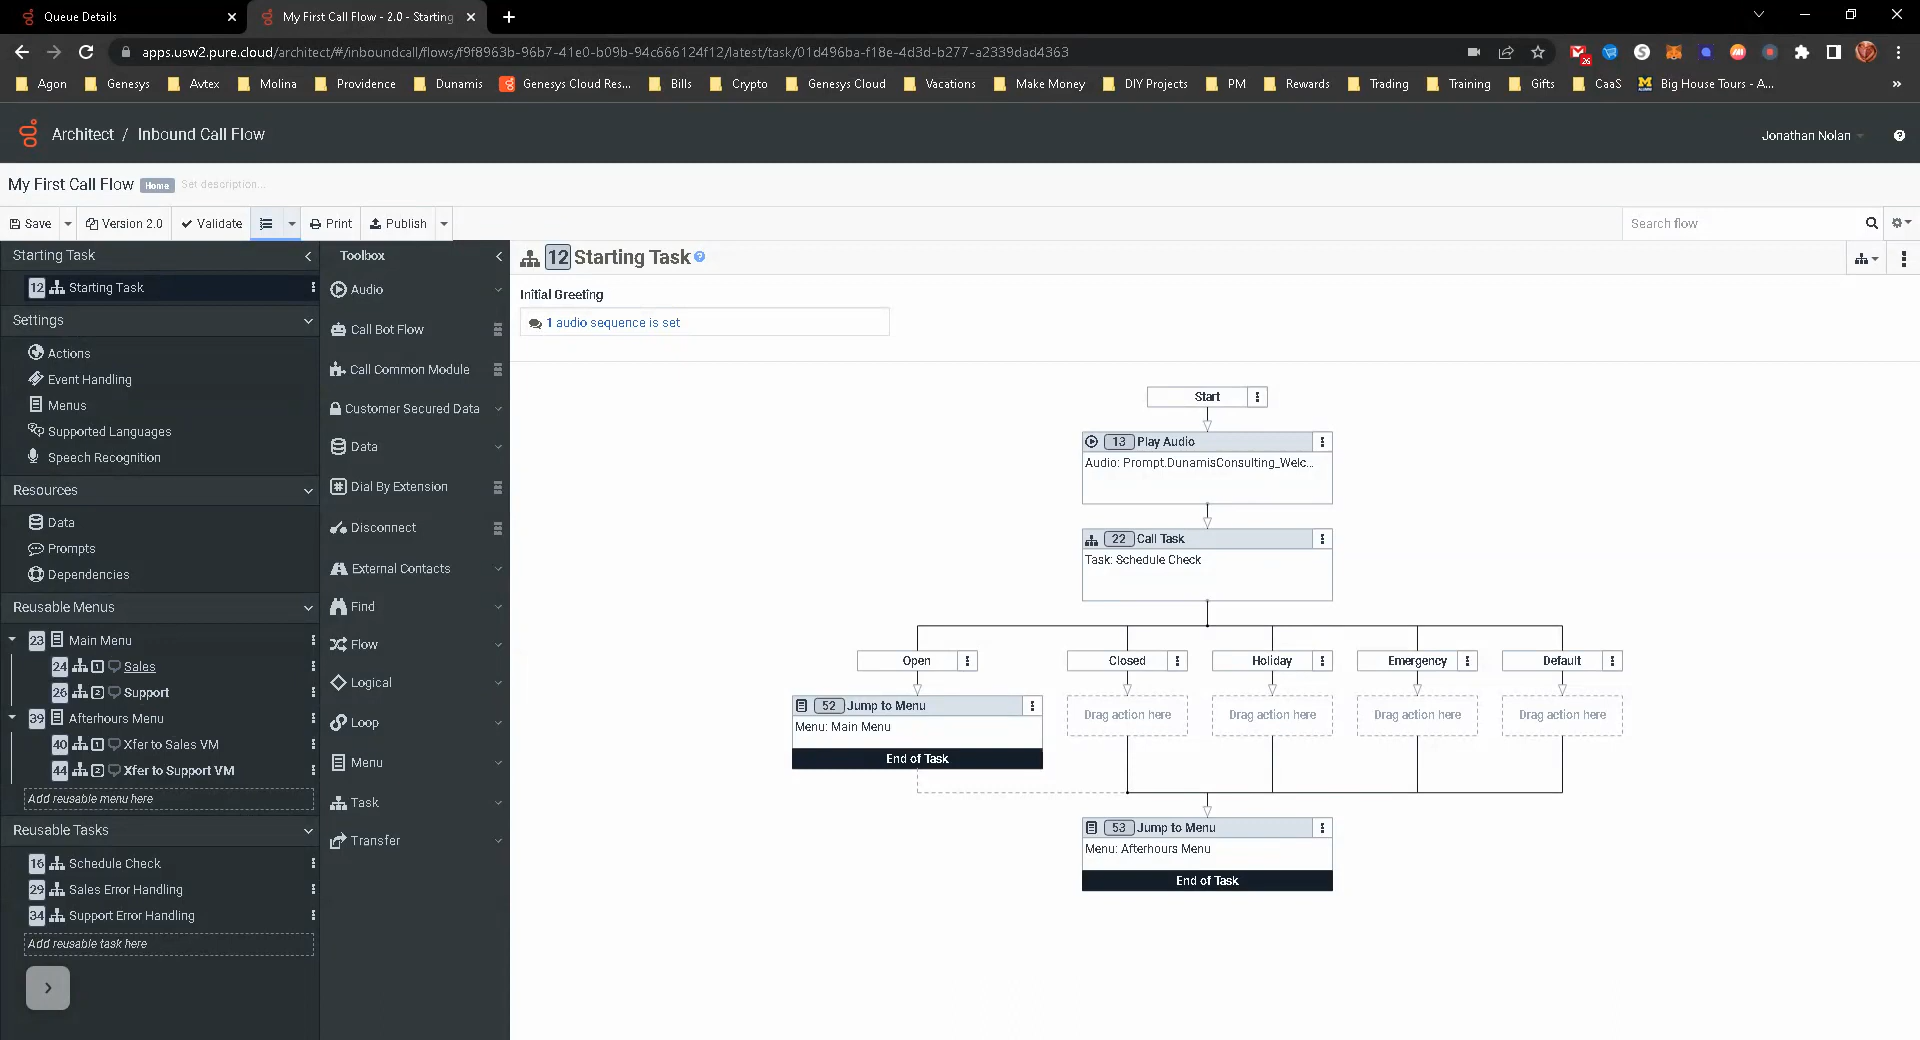 Queue Details
My First Call Flow - 2.0 - Starting
apps.usw2.pure.cloud/architect/#/inboundcall/flows/f9f8963b-96b7-41e0-b09b-94c666124f12/latest/task/01d496ba-f18e-4d3d-b277-a2339dad4363
26
Agon Genesys Avtex Molina Providence Dunamis Genesys Cloud Res... Bills Crypto Genesys Cloud Vacations Make Money DIY Projects PM Rewards Trading Training Gifts CaaS Big House Tours - A... »
Architect / Inbound Call Flow
Jonathan Nolan
My First Call Flow Home Set description...
Save Version 2.0 Validate Print Publish
Search flow
Starting Task
12 Starting Task
Settings
Actions
Event Handling
Menus
Supported Languages
Speech Recognition
Resources
Data
Prompts
Dependencies
Reusable Menus
23 Main Menu
24 1 Sales
26 2 Support
39 Afterhours Menu
40 1 Xfer to Sales VM
44 2 Xfer to Support VM
Add reusable menu here
Reusable Tasks
16 Schedule Check
29 Sales Error Handling
34 Support Error Handling
Add reusable task here
Toolbox
Audio
Call Bot Flow
Call Common Module
Customer Secured Data
Data
Dial By Extension
Disconnect
External Contacts
Find
Flow
Logical
Loop
Menu
Task
Transfer
12 Starting Task
Initial Greeting
1 audio sequence is set
Start
13 Play Audio
Audio: Prompt.DunamisConsulting_Welc...
22 Call Task
Task: Schedule Check
Open Closed Holiday Emergency Default
52 Jump to Menu
Menu: Main Menu
End of Task
Drag action here Drag action here Drag action here Drag action here
53 Jump to Menu
Menu: Afterhours Menu
End of Task